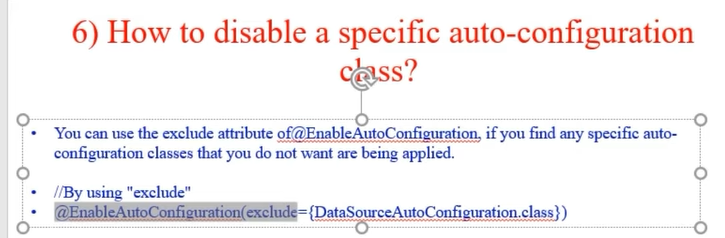 6) How to disable a specific auto-configuration
class?
• You can use the exclude attribute of@EnableAutoConfiguration, if you find any specific auto-
configuration classes that you do not want are being applied.
• //By using "exclude"
• @EnableAutoConfiguration(exclude={DataSourceAutoConfiguration.class})